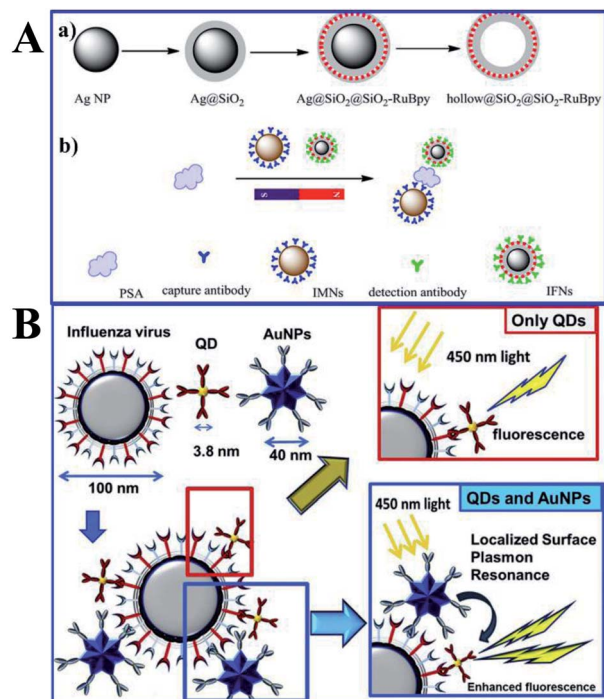 A
a)
Ag NP
Ag@SiO₂
Ag@SiO₂@SiO₂-RuBpy
hollow@SiO₂@SiO₂-RuBpy
b)
S
N
PSA
capture antibody
IMNs
detection antibody
IFNs
B
Influenza virus
QD
AuNPs
3.8 nm
40 nm
100 nm
Only QDs
450 nm light
fluorescence
QDs and AuNPs
450 nm light
Localized Surface
Plasmon
Resonance
Enhanced fluorescence